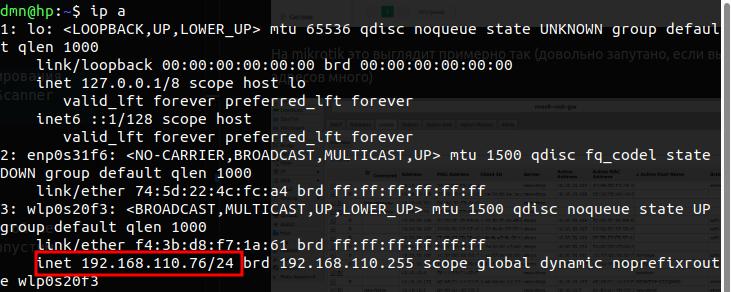 dmn@hp:~$ ip a
1: lo: <LOOPBACK,UP,LOWER_UP> mtu 65536 qdisc noqueue state UNKNOWN group defaul
t qlen 1000
    link/loopback 00:00:00:00:00:00 brd 00:00:00:00:00:00
    inet 127.0.0.1/8 scope host lo
       valid_lft forever preferred_lft forever
    inet6 ::1/128 scope host
       valid_lft forever preferred_lft forever
2: enp0s31f6: <NO-CARRIER,BROADCAST,MULTICAST,UP> mtu 1500 qdisc fq_codel state
DOWN group default qlen 1000
    link/ether 74:5d:22:4c:fc:a4 brd ff:ff:ff:ff:ff:ff
3: wlp0s20f3: <BROADCAST,MULTICAST,UP,LOWER_UP> mtu 1500 qdisc noqueue state UP
group default qlen 1000
    link/ether f4:3b:d8:f7:1a:61 brd ff:ff:ff:ff:ff:ff
    inet 192.168.110.76/24 brd 192.168.110.255 scope global dynamic noprefixrout
e wlp0s20f3
На mikrotik это выглядит примерно так (довольно запутано, если
адресов много)
Scanner